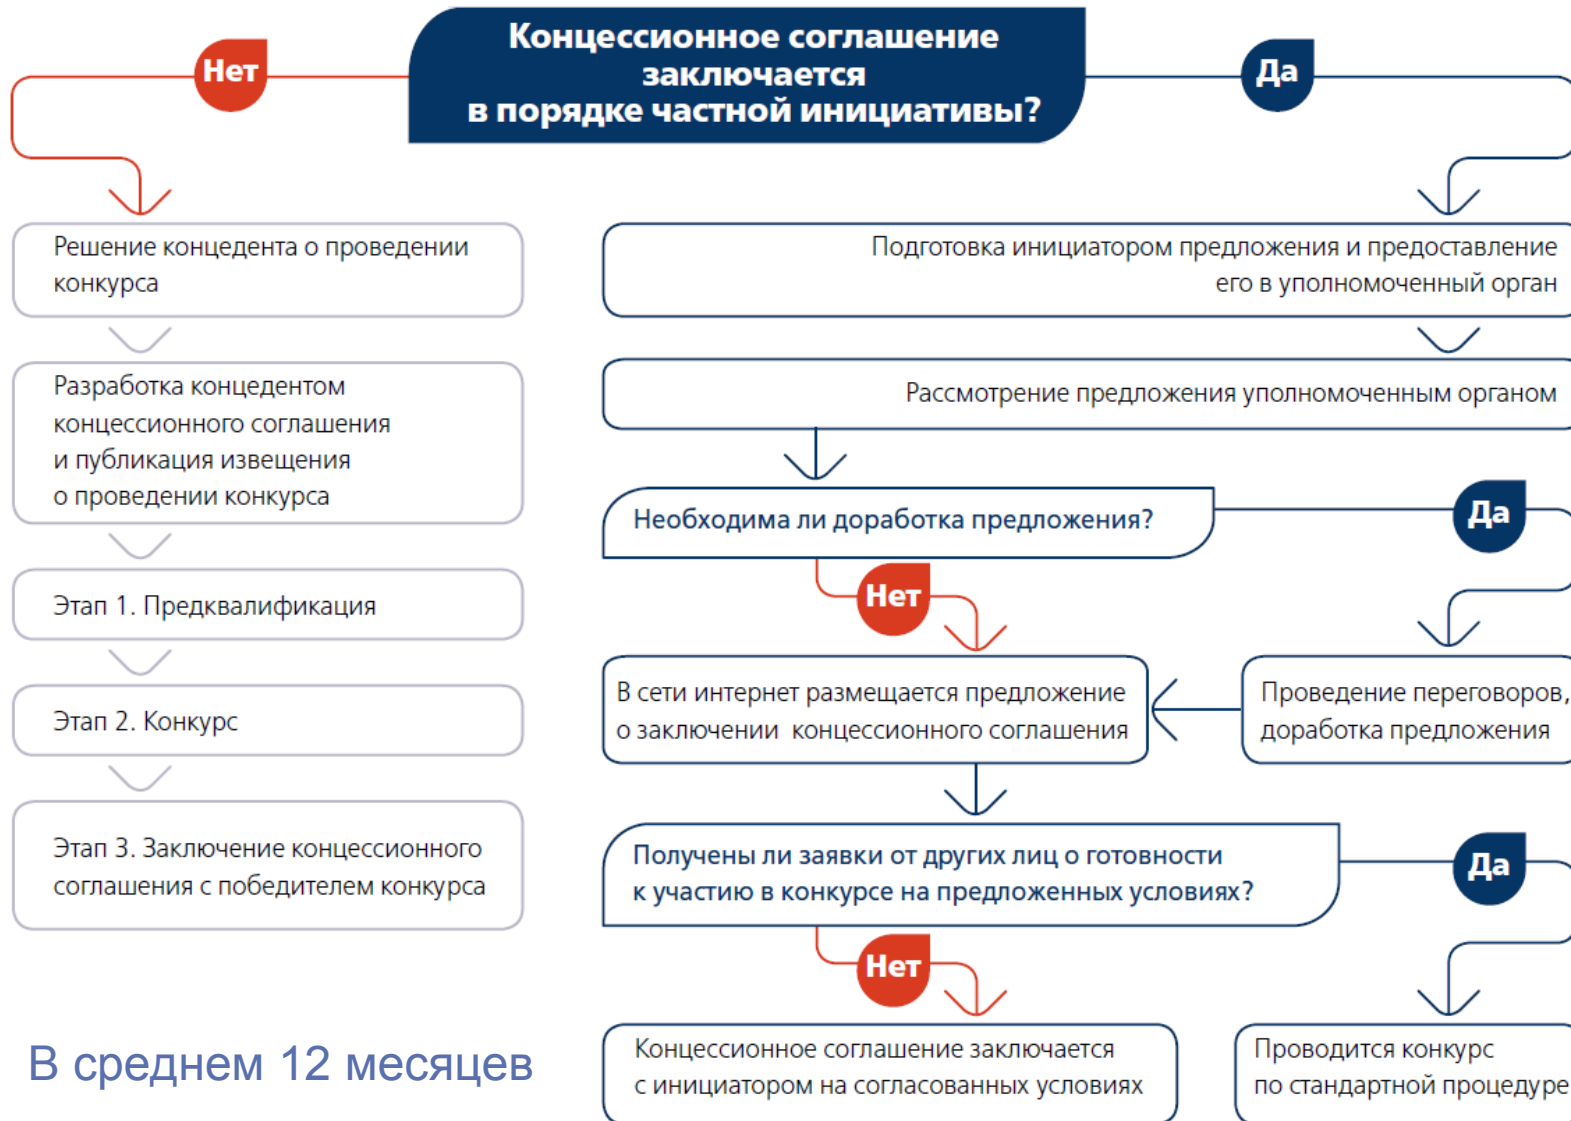 Концессионное соглашение
заключается
в порядке частной инициативы?
Нет
Да
Решение концедента о проведении
конкурса
Разработка концедентом
концессионного соглашения
и публикация извещения
о проведении конкурса
Этап 1. Предквалификация
Этап 2. Конкурс
Этап 3. Заключение концессионного
соглашения с победителем конкурса
В среднем 12 месяцев
Подготовка инициатором предложения и предоставление
его в уполномоченный орган
Рассмотрение предложения уполномоченным органом
Необходима ли доработка предложения?
Да
Нет
В сети интернет размещается предложение
о заключении концессионного соглашения
Проведение переговоров,
доработка предложения
Получены ли заявки от других лиц о готовности
к участию в конкурсе на предложенных условиях?
Да
Нет
Концессионное соглашение заключается
с инициатором на согласованных условиях
Проводится конкурс
по стандартной процедуре